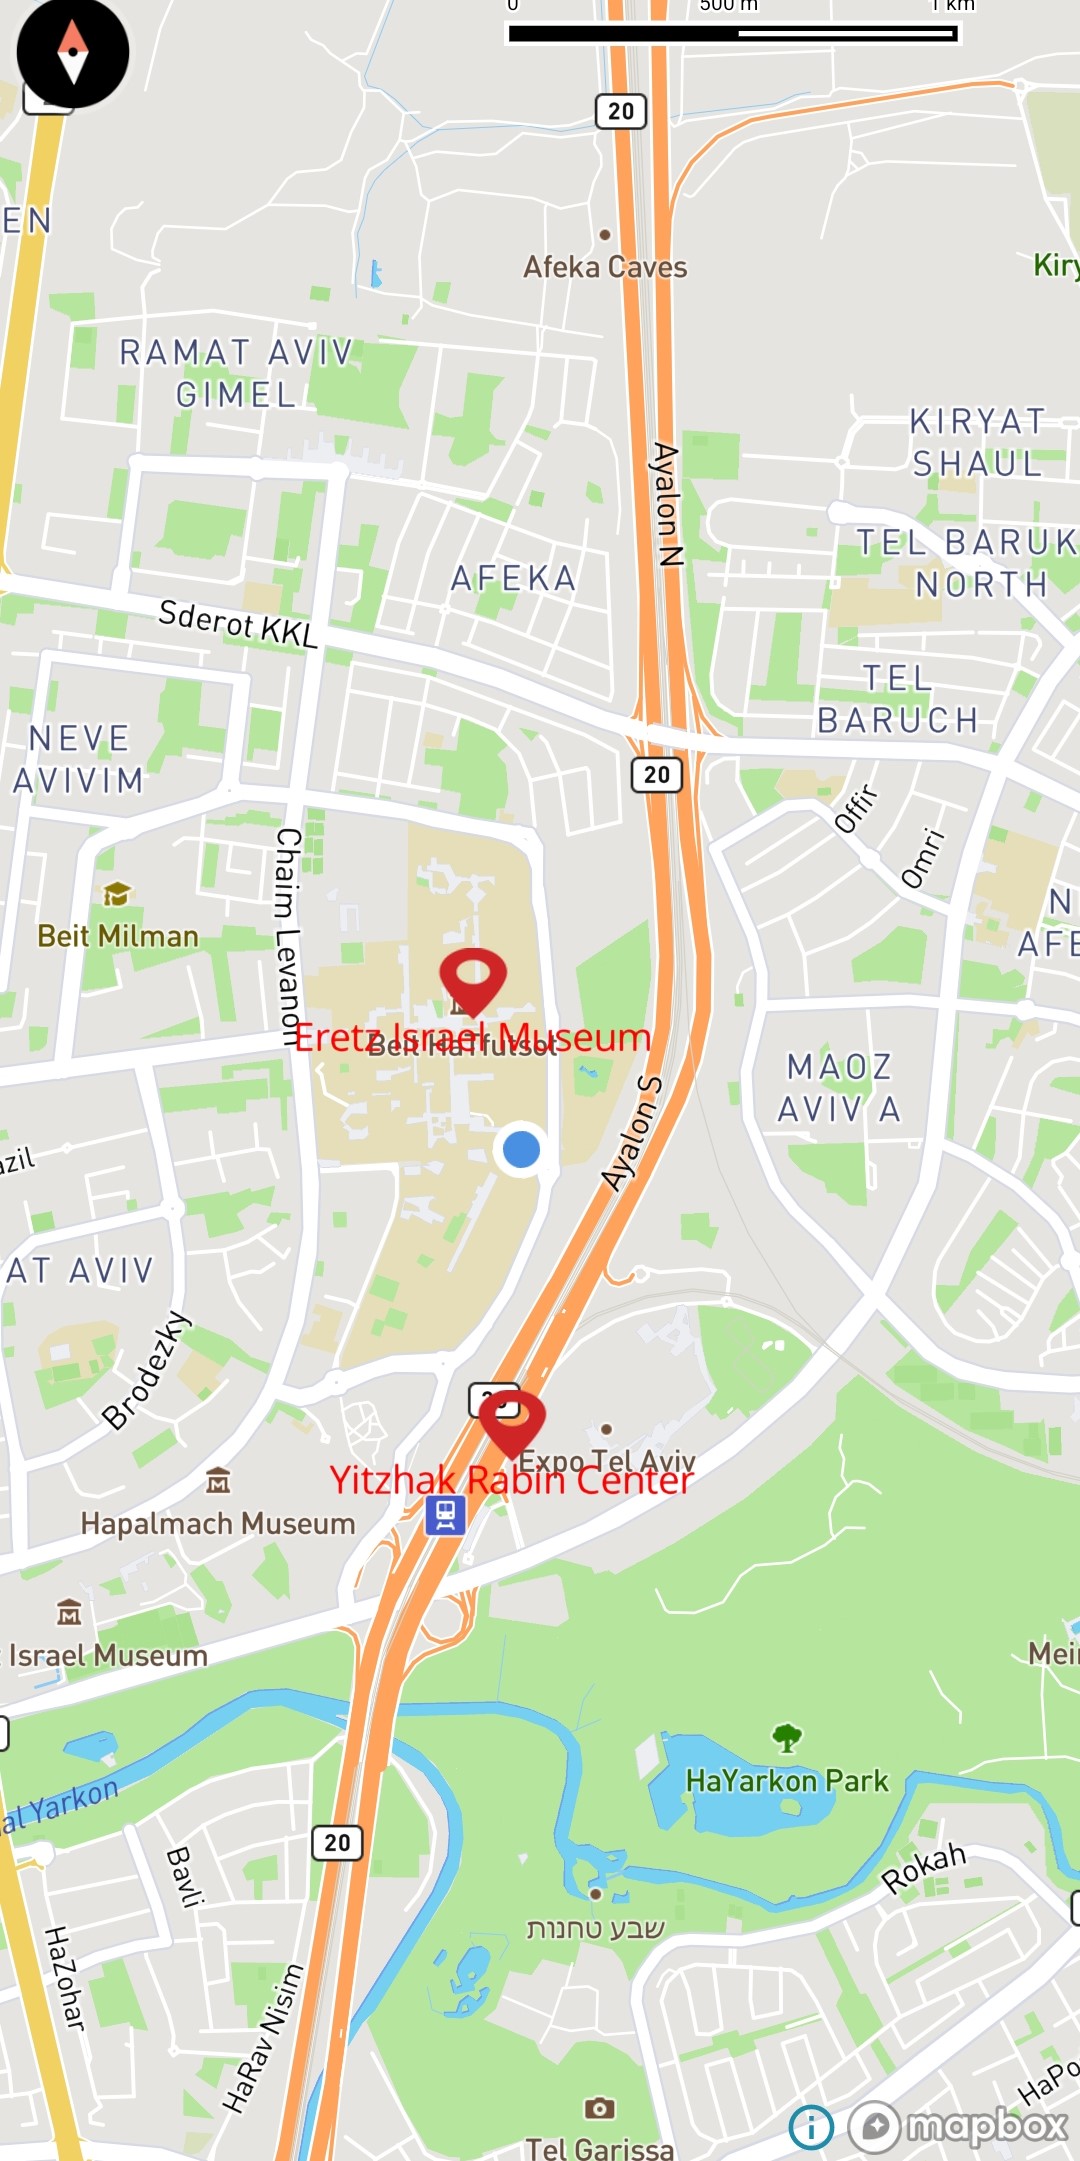 0 500 m 1 km
20
EN
Afeka Caves
Kiry
RAMAT AVIV
GIMEL
KIRYAT
SHAUL
Ayalon N
TEL BARUK
NORTH
AFEKA
Sderot KKL
TEL
BARUCH
NEVE
AVIVIM
20
Offir
Omri
Chaim Levanon
Beit Milman
N
AFE
Eretz Israel Museum
Beit HaTfutsot
MAOZ
AVIV A
Ayalon S
azil
AT AVIV
Brodezky
Expo Tel Aviv
Yitzhak Rabin Center
Hapalmach Museum
Israel Museum
Mei
HaYarkon Park
al Yarkon
20
Bavli
Rokah
שבע טחנות
HaZohar
HaRav Nisim
HaPo
mapbox
Tel Garissa